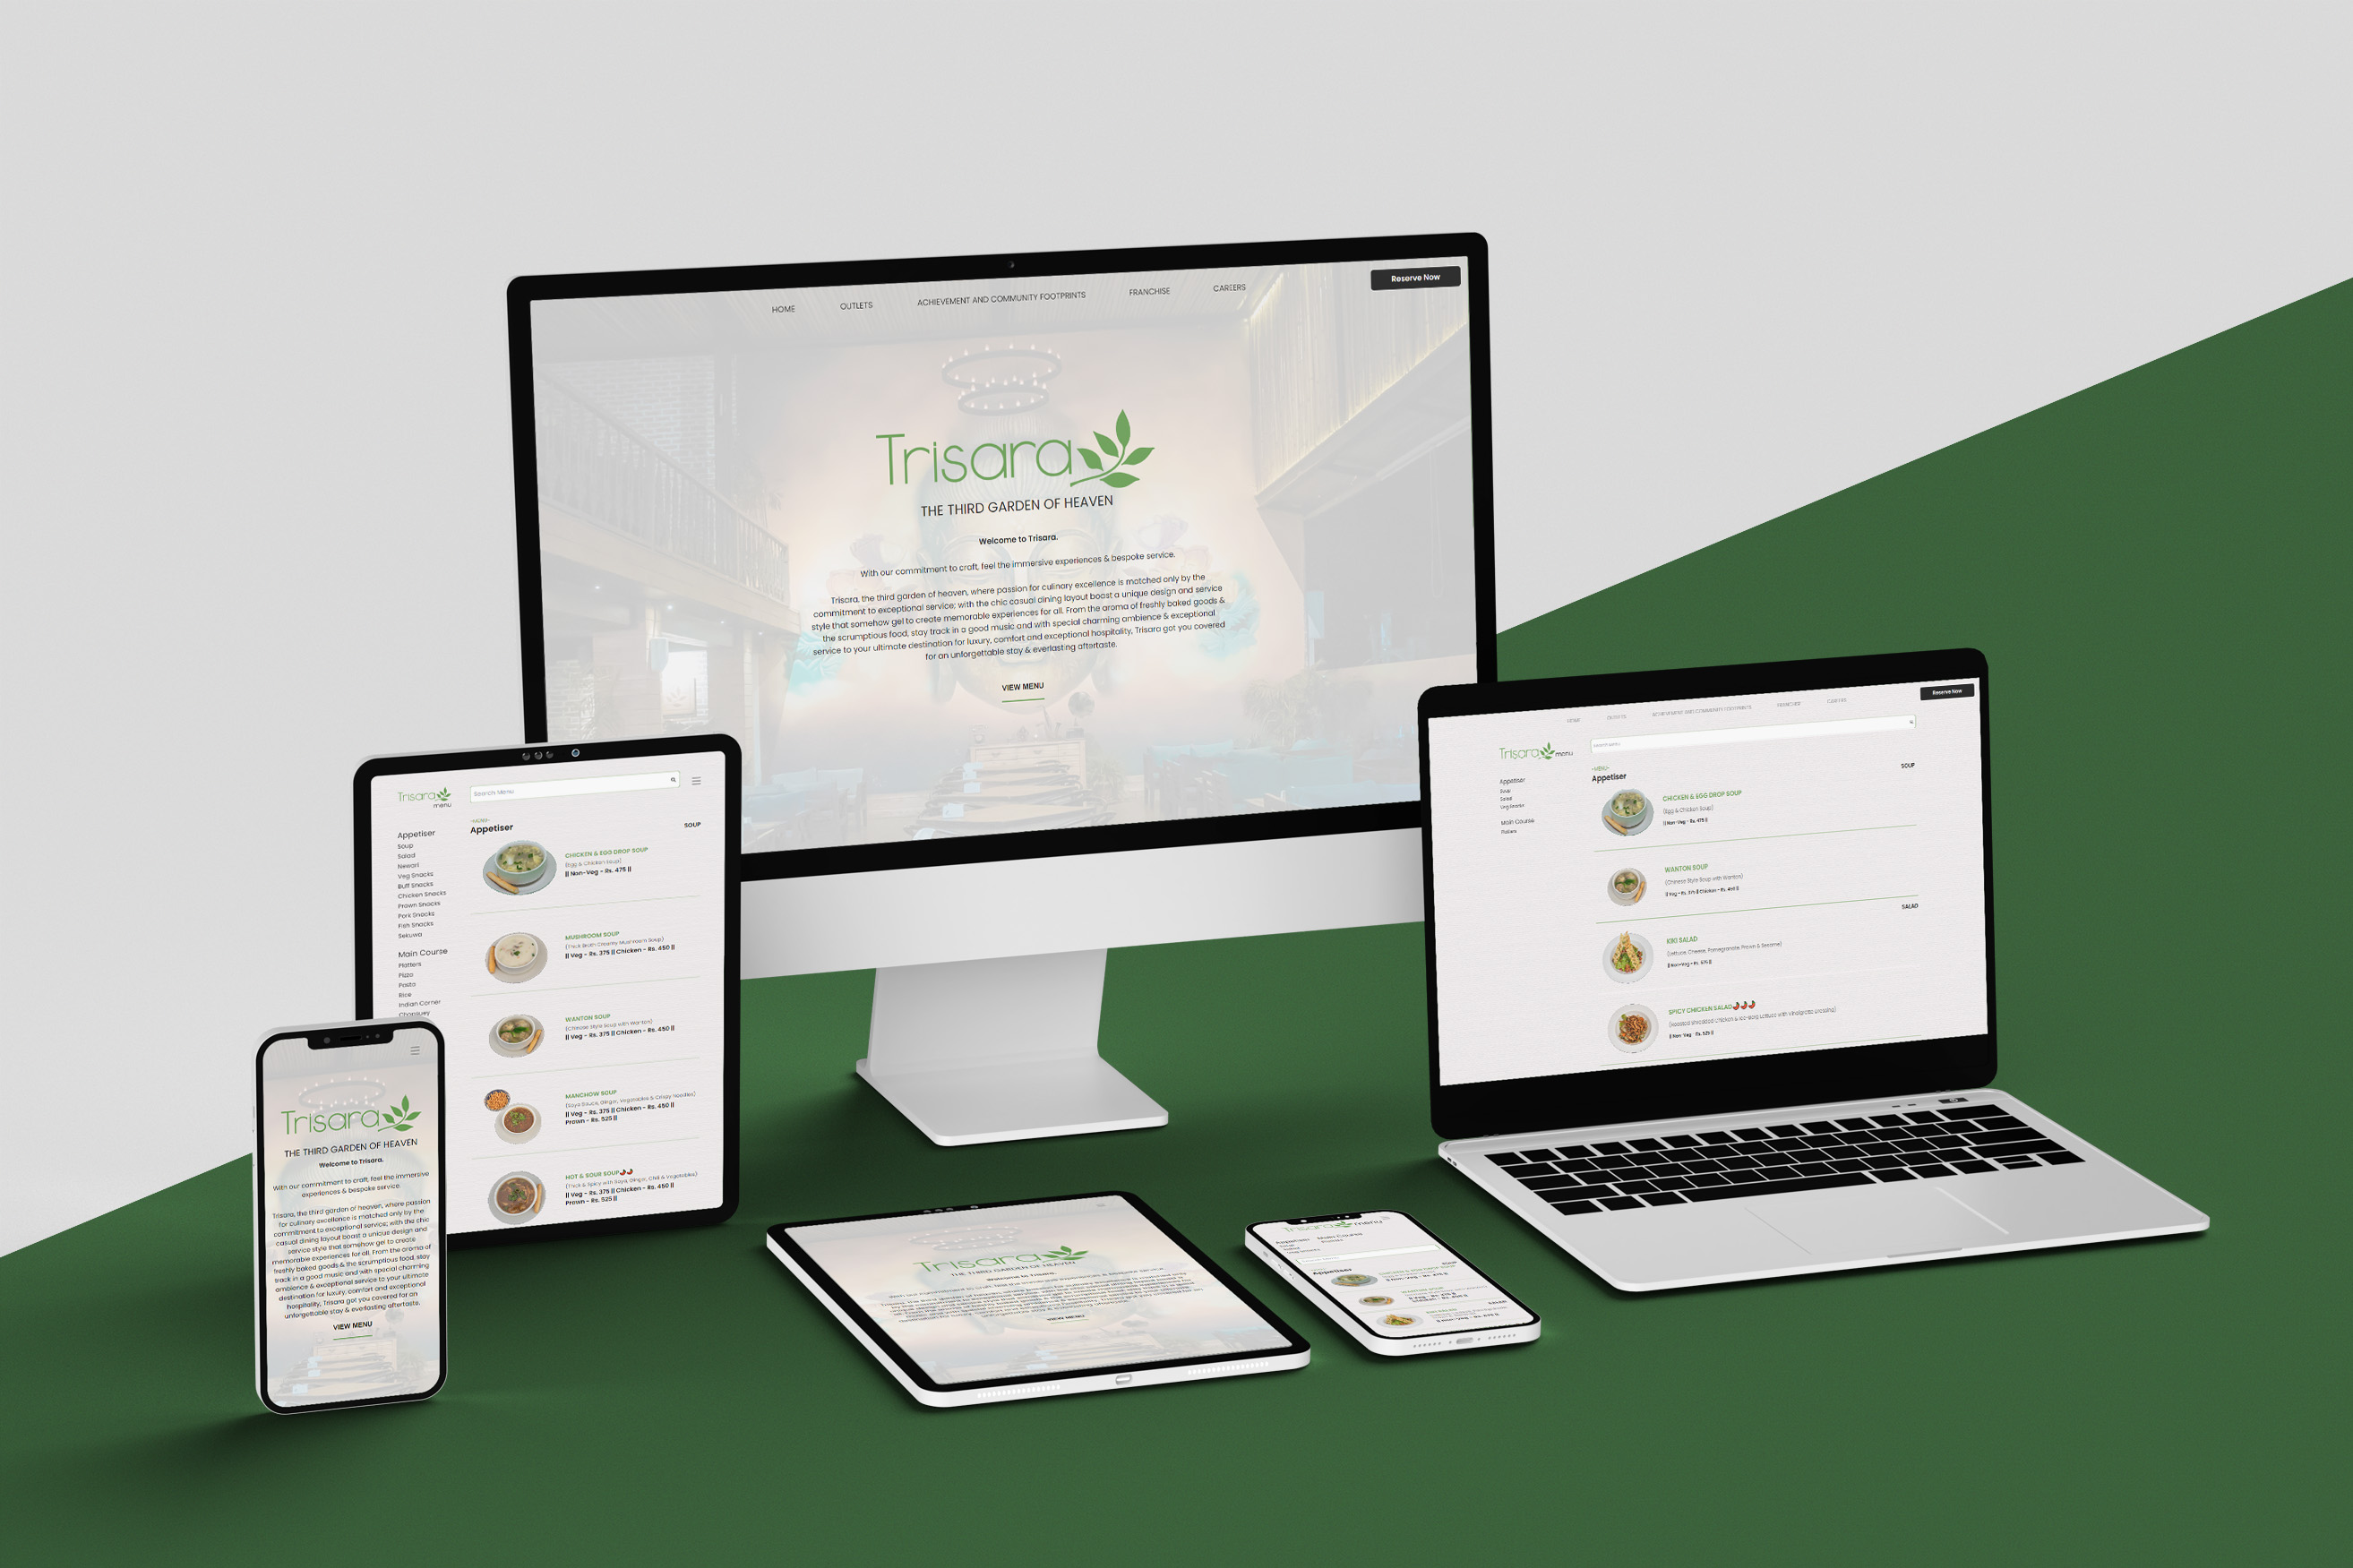 HOME
OUTLETS
ACHIEVEMENT AND COMMUNITY FOOTPRINTS
FRANCHISE
CAREERS
Reserve Now
Trisara
THE THIRD GARDEN OF HEAVEN
Welcome to Trisara.
With our commitment to craft, feel the immersive experiences & bespoke service.
Trisara, the third garden of heaven, where passion for culinary excellence is matched only by the
commitment to exceptional service; with the chic casual dining layout boast a unique design and service
style that somehow gel to create memorable experiences for all. From the aroma of freshly baked goods &
the scrumptious food, stay track in a good music and with special charming ambience & exceptional
service to your ultimate destination for luxury, comfort and exceptional hospitality, Trisara got you covered
for an unforgettable stay & everlasting aftertaste.
VIEW MENU
Trisara
menu
Search Menu
Appetiser
Soup
Salad
Newari
Veg Snacks
Buff Snacks
Chicken Snacks
Prawn Snacks
Pork Snacks
Fish Snacks
Sekuwa
Main Course
Platters
Pizza
Pasta
Rice
Indian Corner
Chopsuey
-MENU-
Appetiser
SOUP
CHICKEN & EGG DROP SOUP
(Egg & Chicken Soup)
|| Non-Veg - Rs. 475 ||
MUSHROOM SOUP
(Thick Broth Creamy Mushroom Soup)
|| Veg - Rs. 375 || Chicken - Rs. 450 ||
WANTON SOUP
(Chinese Style Soup with Wanton)
|| Veg - Rs. 375 || Chicken - Rs. 450 ||
MANCHOW SOUP
(Soya Sauce, Ginger, Vegetables & Crispy Noodles)
|| Veg - Rs. 375 || Chicken - Rs. 450 ||
Prawn - Rs. 525 ||
HOT & SOUR SOUP
(Thick & Spicy with Soya, Ginger, Chili & Vegetables)
|| Veg - Rs. 375 || Chicken - Rs. 450 ||
Prawn - Rs. 525 ||
Trisara
THE THIRD GARDEN OF HEAVEN
Welcome to Trisara.
With our commitment to craft, feel the immersive
experiences & bespoke service.
Trisara, the third garden of heaven, where passion
for culinary excellence is matched only by the
commitment to exceptional service; with the chic
casual dining layout boast a unique design and
service style that somehow gel to create
memorable experiences for all. From the aroma of
freshly baked goods & the scrumptious food, stay
track in a good music and with special charming
ambience & exceptional service to your ultimate
destination for luxury, comfort and exceptional
hospitality, Trisara got you covered for an
unforgettable stay & everlasting aftertaste.
VIEW MENU
HOME
OUTLETS
ACHIEVEMENT AND COMMUNITY FOOTPRINTS
FRANCHISE
CAREERS
Reserve Now
Search Menu
Trisara menu
Appetiser
Soup
Salad
Veg Snacks
Main Course
Platters
-MENU-
Appetiser
SOUP
CHICKEN & EGG DROP SOUP
(Egg & Chicken Soup)
|| Non-Veg - Rs. 475 ||
WANTON SOUP
(Chinese Style Soup with Wanton)
|| Veg - Rs. 375 || Chicken - Rs. 450 ||
SALAD
KIKI SALAD
(Lettuce, Cheese, Pomegranate, Prawn & Sesame)
|| Non-Veg - Rs. 575 ||
SPICY CHICKEN SALAD
(Roasted Shredded Chicken & Ice-Berg Lettuce with Vinaigrette Dressing)
|| Non-Veg - Rs. 525 ||
Trisara
THE THIRD GARDEN OF HEAVEN
Welcome to Trisara.
VIEW MENU
Trisara menu
Appetiser
Main Course
Appetiser
SOUP
SALAD
KIKI SALAD